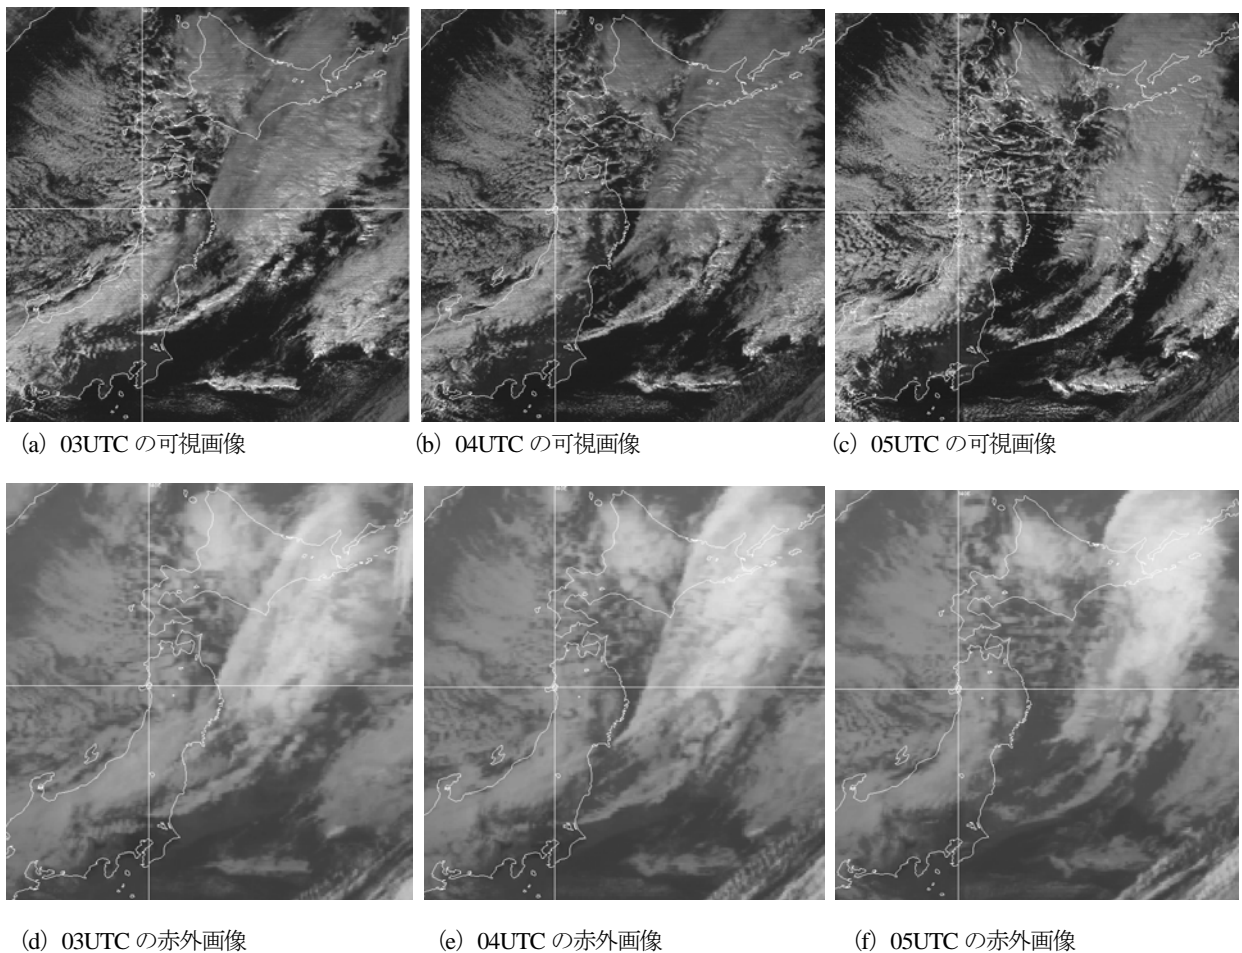 (a) 03UTC の可視画像
(b) 04UTC の可視画像
(c) 05UTC の可視画像
(d) 03UTC の赤外画像
(e) 04UTC の赤外画像
(f) 05UTC の赤外画像